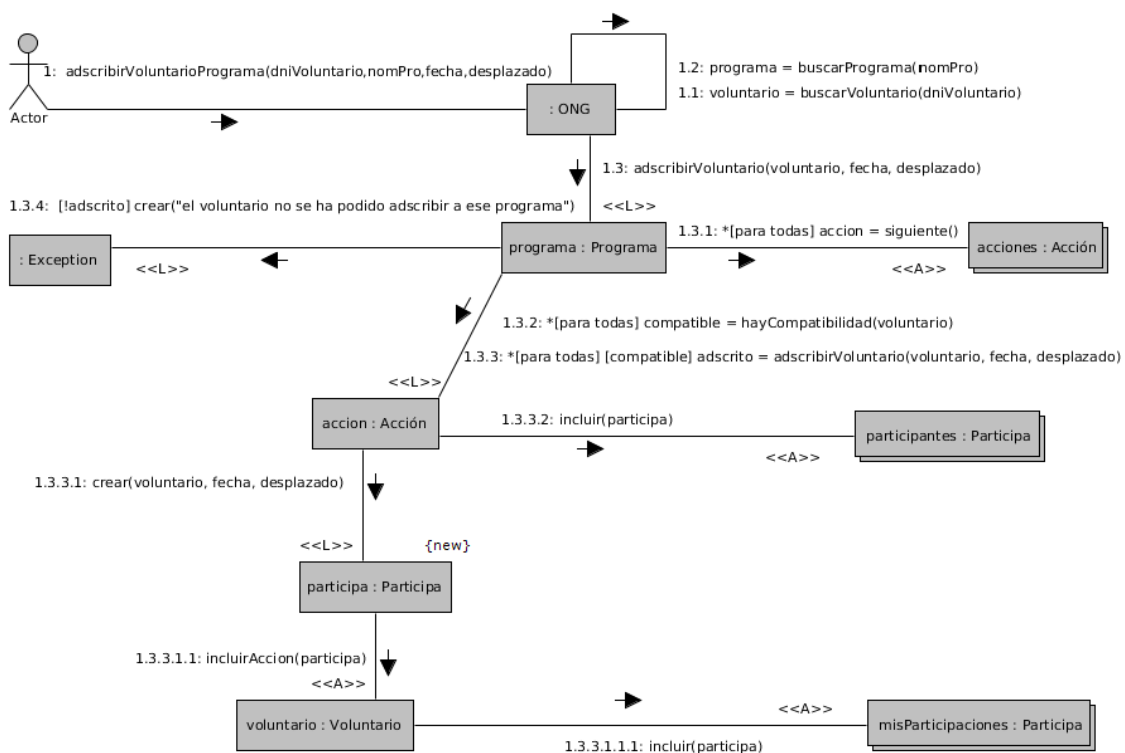 1: adscribirVoluntarioPrograma(dniVoluntario,nomPro,fecha,desplazado)
Actor
1.2: programa = buscarPrograma(nomPro)
1.1: voluntario = buscarVoluntario(dniVoluntario)
: ONG
1.3: adscribirVoluntario(voluntario, fecha, desplazado)
1.3.4: [!adscrito] crear("el voluntario no se ha podido adscribir a ese programa")
<<L>>
: Exception
<<L>>
programa : Programa
1.3.1: *[para todas] accion = siguiente()
<<A>>
acciones : Acción
1.3.2: *[para todas] compatible = hayCompatibilidad(voluntario)
1.3.3: *[para todas] [compatible] adscrito = adscribirVoluntario(voluntario, fecha, desplazado)
<<L>>
accion : Acción
1.3.3.2: incluir(participa)
<<A>>
participantes : Participa
1.3.3.1: crear(voluntario, fecha, desplazado)
<<L>>
{new}
participa : Participa
1.3.3.1.1: incluirAccion(participa)
<<A>>
voluntario : Voluntario
<<A>>
misParticipaciones : Participa
1.3.3.1.1.1: incluir(participa)